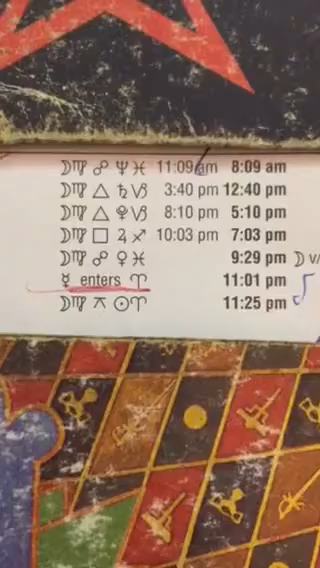 ☽♍ ☍ ♆♓ 11:09 am 8:09 am
☽♍ △ ♄♑ 3:40 pm 12:40 pm
☽♍ △ ♇♑ 8:10 pm 5:10 pm
☽♍ □ ♃♐ 10:03 pm 7:03 pm
☽♍ ☍ ♀♓ 9:29 pm ☽ v/
☿ enters ♈ 11:01 pm
☽♍ ⚻ ☉♈ 11:25 pm